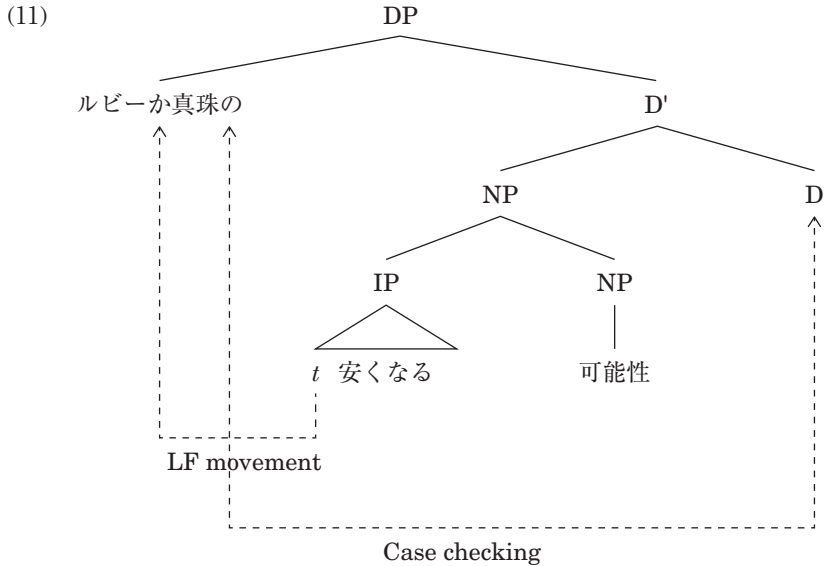 (11)
DP
ルビーか真珠の
D'
NP
D
IP
NP
t 安くなる
可能性
LF movement
Case checking